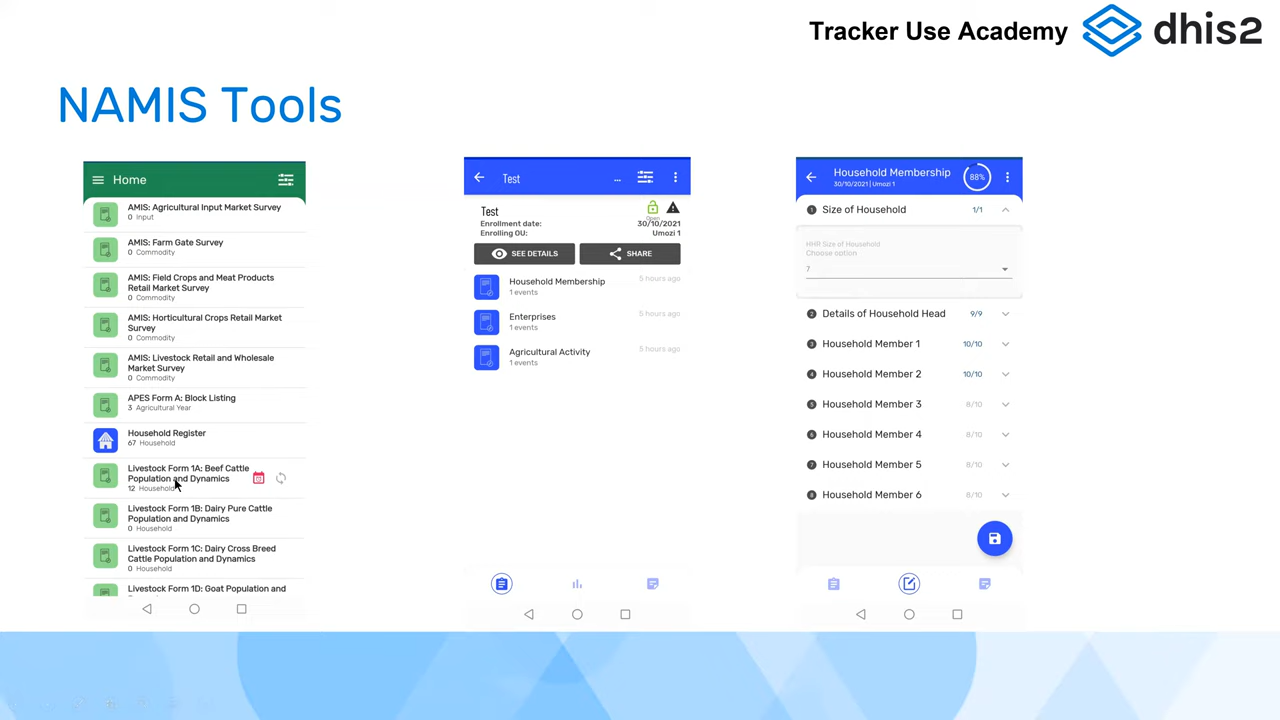 Tracker Use Academy dhis2
NAMIS Tools
Home
AMIS: Agricultural Input Market Survey
0 Input
AMIS: Farm Gate Survey
0 Commodity
AMIS: Field Crops and Meat Products
Retail Market Survey
0 Commodity
AMIS: Horticultural Crops Retail Market
Survey
0 Commodity
AMIS: Livestock Retail and Wholesale
Market Survey
0 Commodity
APES Form A: Block Listing
3 Agricultural Year
Household Register
67 Household
Livestock Form 1A: Beef Cattle
Population and Dynamics
12 Household
Livestock Form 1B: Dairy Pure Cattle
Population and Dynamics
0 Household
Livestock Form 1C: Dairy Cross Breed
Cattle Population and Dynamics
0 Household
Livestock Form 1D: Goat Population and
Test ...
Test
Open
Enrollment date: 30/10/2021
Enrolling OU: Umozi 1
SEE DETAILS SHARE
Household Membership 5 hours ago
1 events
Enterprises 5 hours ago
1 events
Agricultural Activity 5 hours ago
1 events
Household Membership 88%
30/10/2021 | Umozi 1
1 Size of Household 1/1
HHR Size of Household
Choose option
7
2 Details of Household Head 9/9
3 Household Member 1 10/10
4 Household Member 2 10/10
5 Household Member 3 8/10
6 Household Member 4 8/10
7 Household Member 5 8/10
8 Household Member 6 8/10